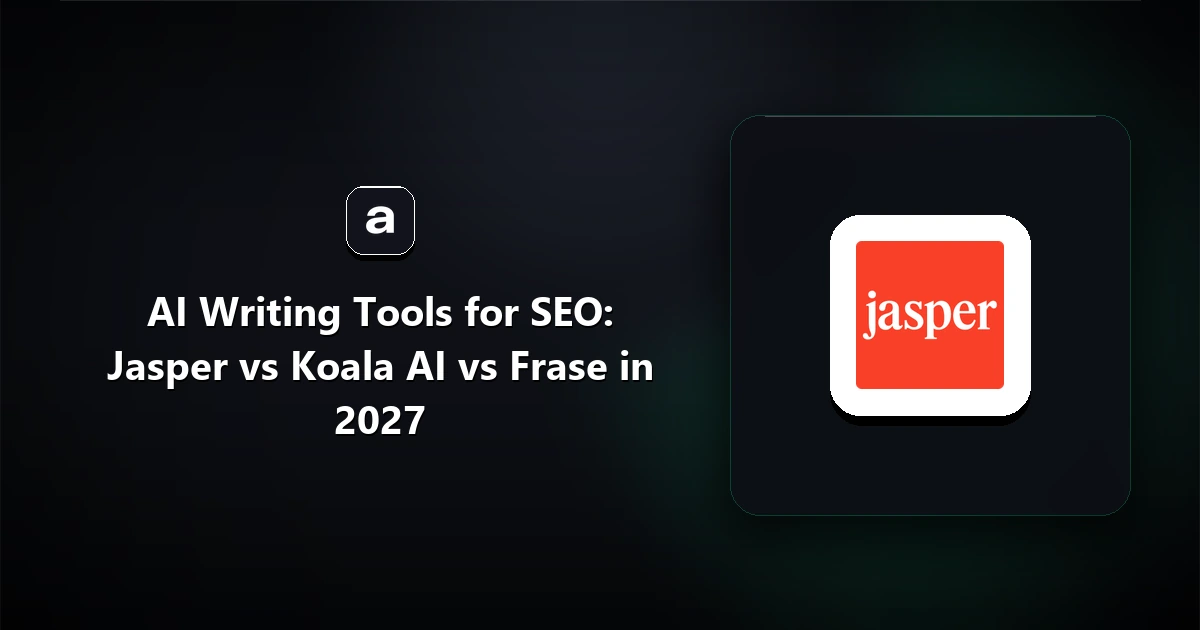 a
AI Writing Tools for SEO:
Jasper vs Koala AI vs Frase in
2027
jasper